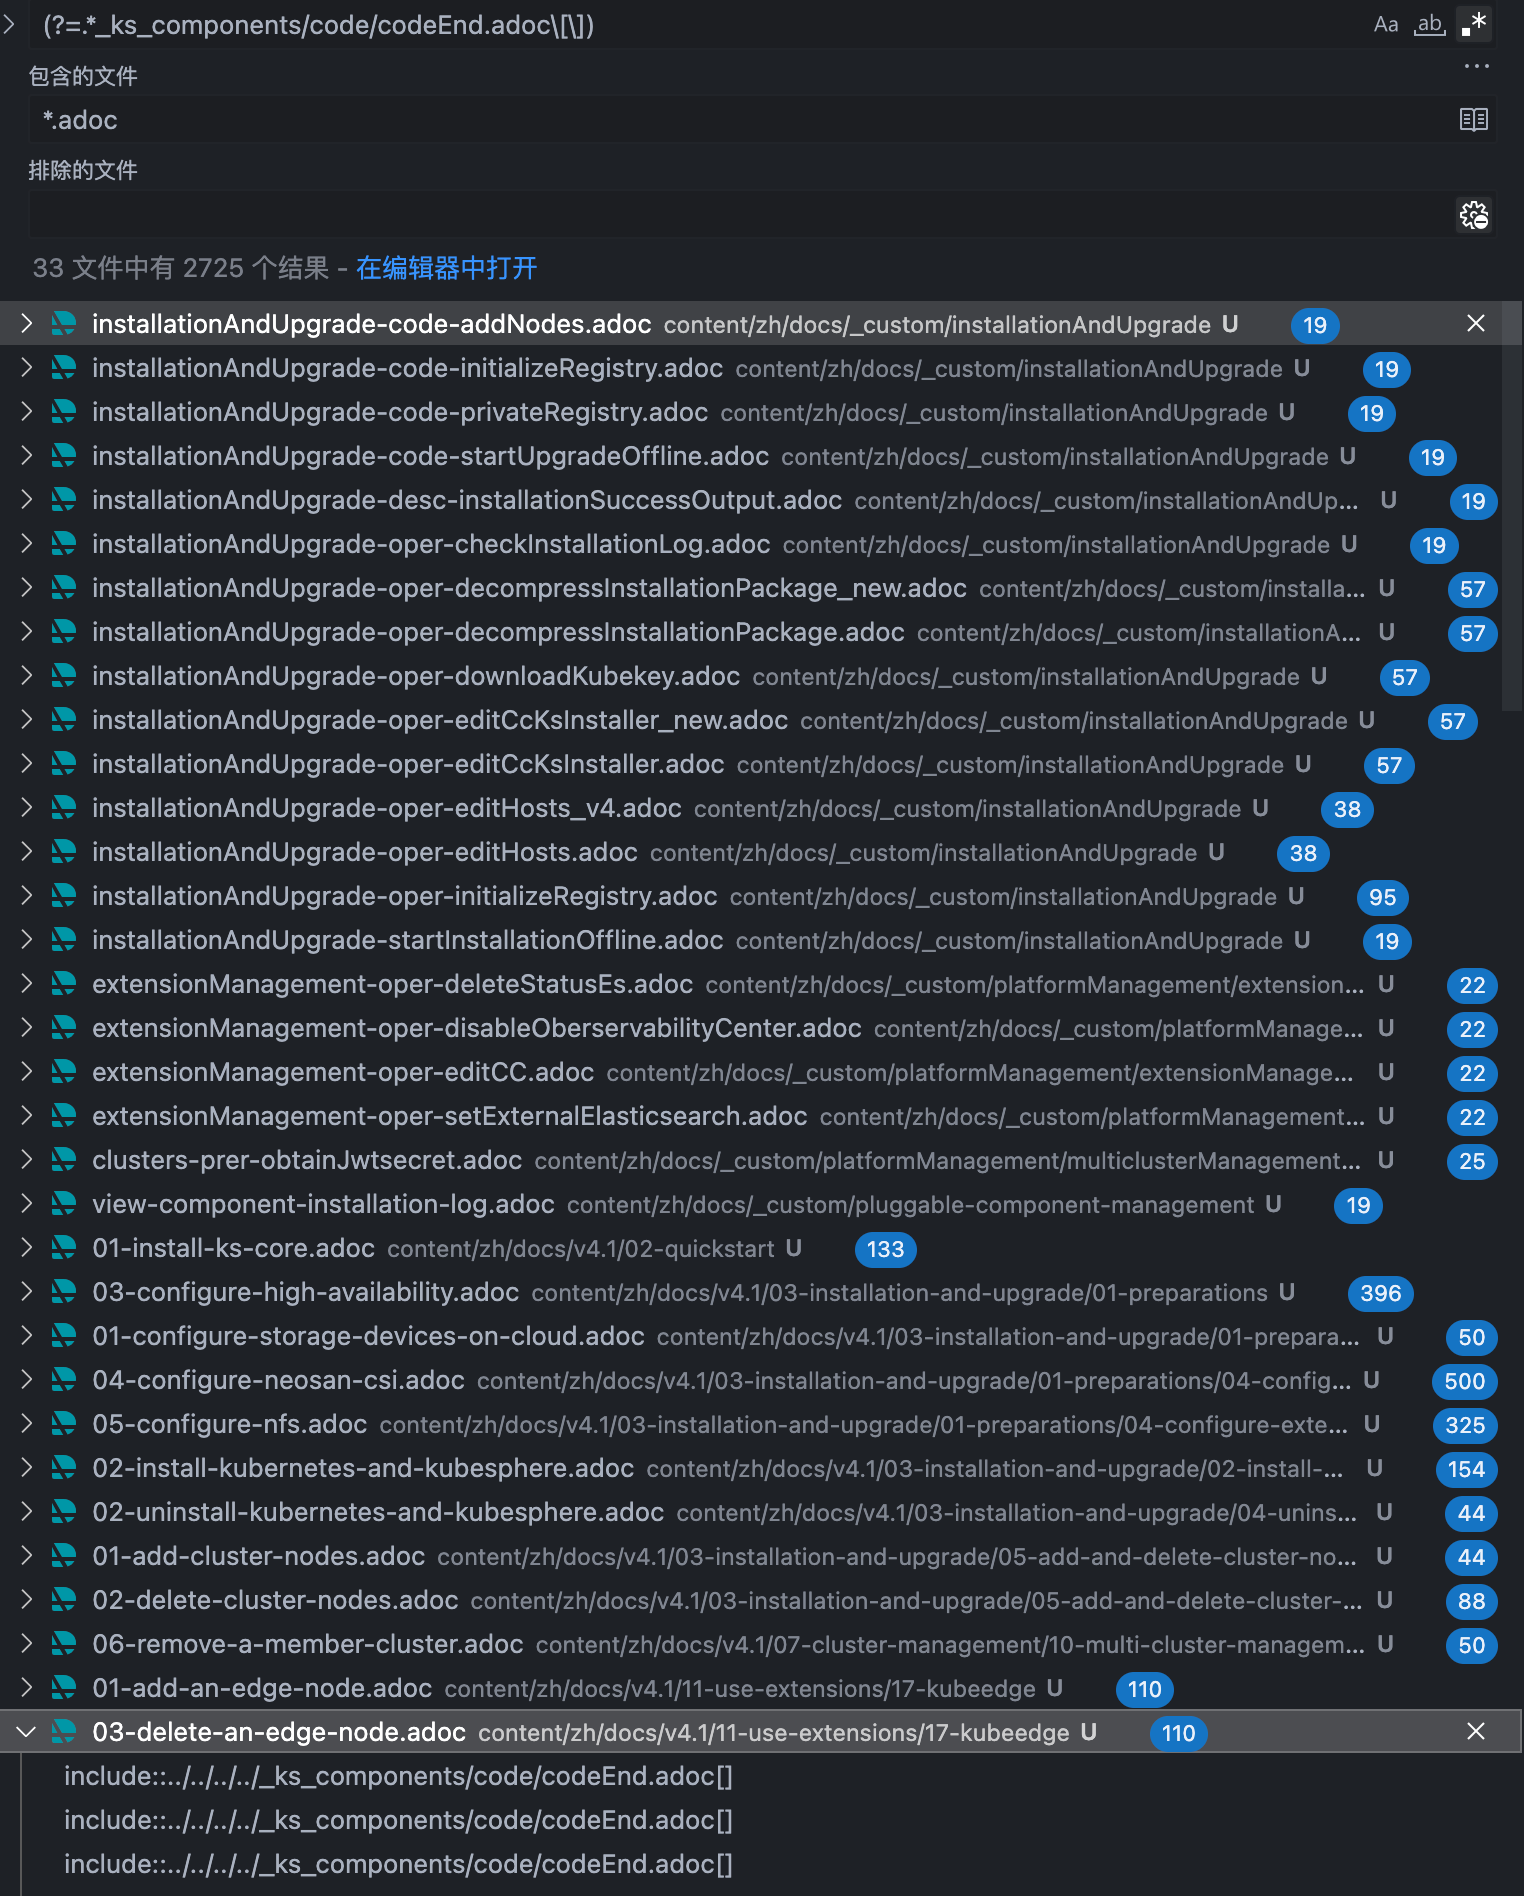 (?=.*_ks_components/code/codeEnd.adoc\[\])
Aa ab .*
包含的文件
...
*.adoc
排除的文件
33 文件中有 2725 个结果 - 在编辑器中打开
installationAndUpgrade-code-addNodes.adoc content/zh/docs/_custom/installationAndUpgrade U 19
installationAndUpgrade-code-initializeRegistry.adoc content/zh/docs/_custom/installationAndUpgrade U 19
installationAndUpgrade-code-privateRegistry.adoc content/zh/docs/_custom/installationAndUpgrade U 19
installationAndUpgrade-code-startUpgradeOffline.adoc content/zh/docs/_custom/installationAndUpgrade U 19
installationAndUpgrade-desc-installationSuccessOutput.adoc content/zh/docs/_custom/installationAndUp... U 19
installationAndUpgrade-oper-checkInstallationLog.adoc content/zh/docs/_custom/installationAndUpgrade U 19
installationAndUpgrade-oper-decompressInstallationPackage_new.adoc content/zh/docs/_custom/installa... U 57
installationAndUpgrade-oper-decompressInstallationPackage.adoc content/zh/docs/_custom/installationA... U 57
installationAndUpgrade-oper-downloadKubekey.adoc content/zh/docs/_custom/installationAndUpgrade U 57
installationAndUpgrade-oper-editCcKsInstaller_new.adoc content/zh/docs/_custom/installationAndUpgrade U 57
installationAndUpgrade-oper-editCcKsInstaller.adoc content/zh/docs/_custom/installationAndUpgrade U 57
installationAndUpgrade-oper-editHosts_v4.adoc content/zh/docs/_custom/installationAndUpgrade U 38
installationAndUpgrade-oper-editHosts.adoc content/zh/docs/_custom/installationAndUpgrade U 38
installationAndUpgrade-oper-initializeRegistry.adoc content/zh/docs/_custom/installationAndUpgrade U 95
installationAndUpgrade-startInstallationOffline.adoc content/zh/docs/_custom/installationAndUpgrade U 19
extensionManagement-oper-deleteStatusEs.adoc content/zh/docs/_custom/platformManagement/extension... U 22
extensionManagement-oper-disableOberservabilityCenter.adoc content/zh/docs/_custom/platformManage... U 22
extensionManagement-oper-editCC.adoc content/zh/docs/_custom/platformManagement/extensionManage... U 22
extensionManagement-oper-setExternalElasticsearch.adoc content/zh/docs/_custom/platformManagement... U 22
clusters-prer-obtainJwtsecret.adoc content/zh/docs/_custom/platformManagement/multiclusterManagement... U 25
view-component-installation-log.adoc content/zh/docs/_custom/pluggable-component-management U 19
01-install-ks-core.adoc content/zh/docs/v4.1/02-quickstart U 133
03-configure-high-availability.adoc content/zh/docs/v4.1/03-installation-and-upgrade/01-preparations U 396
01-configure-storage-devices-on-cloud.adoc content/zh/docs/v4.1/03-installation-and-upgrade/01-prepara... U 50
04-configure-neosan-csi.adoc content/zh/docs/v4.1/03-installation-and-upgrade/01-preparations/04-config... U 500
05-configure-nfs.adoc content/zh/docs/v4.1/03-installation-and-upgrade/01-preparations/04-configure-exte... U 325
02-install-kubernetes-and-kubesphere.adoc content/zh/docs/v4.1/03-installation-and-upgrade/02-install-... U 154
02-uninstall-kubernetes-and-kubesphere.adoc content/zh/docs/v4.1/03-installation-and-upgrade/04-unins... U 44
01-add-cluster-nodes.adoc content/zh/docs/v4.1/03-installation-and-upgrade/05-add-and-delete-cluster-no... U 44
02-delete-cluster-nodes.adoc content/zh/docs/v4.1/03-installation-and-upgrade/05-add-and-delete-cluster-... U 88
06-remove-a-member-cluster.adoc content/zh/docs/v4.1/07-cluster-management/10-multi-cluster-managem... U 50
01-add-an-edge-node.adoc content/zh/docs/v4.1/11-use-extensions/17-kubeedge U 110
03-delete-an-edge-node.adoc content/zh/docs/v4.1/11-use-extensions/17-kubeedge U 110
include::../../../../_ks_components/code/codeEnd.adoc[]
include::../../../../_ks_components/code/codeEnd.adoc[]
include::../../../../_ks_components/code/codeEnd.adoc[]